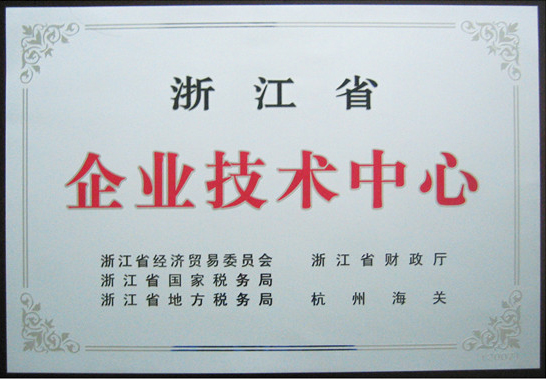 浙江省
企业技术中心
浙江省经济贸易委员会 浙江省财政厅
浙江省国家税务局
浙江省地方税务局 杭州海关